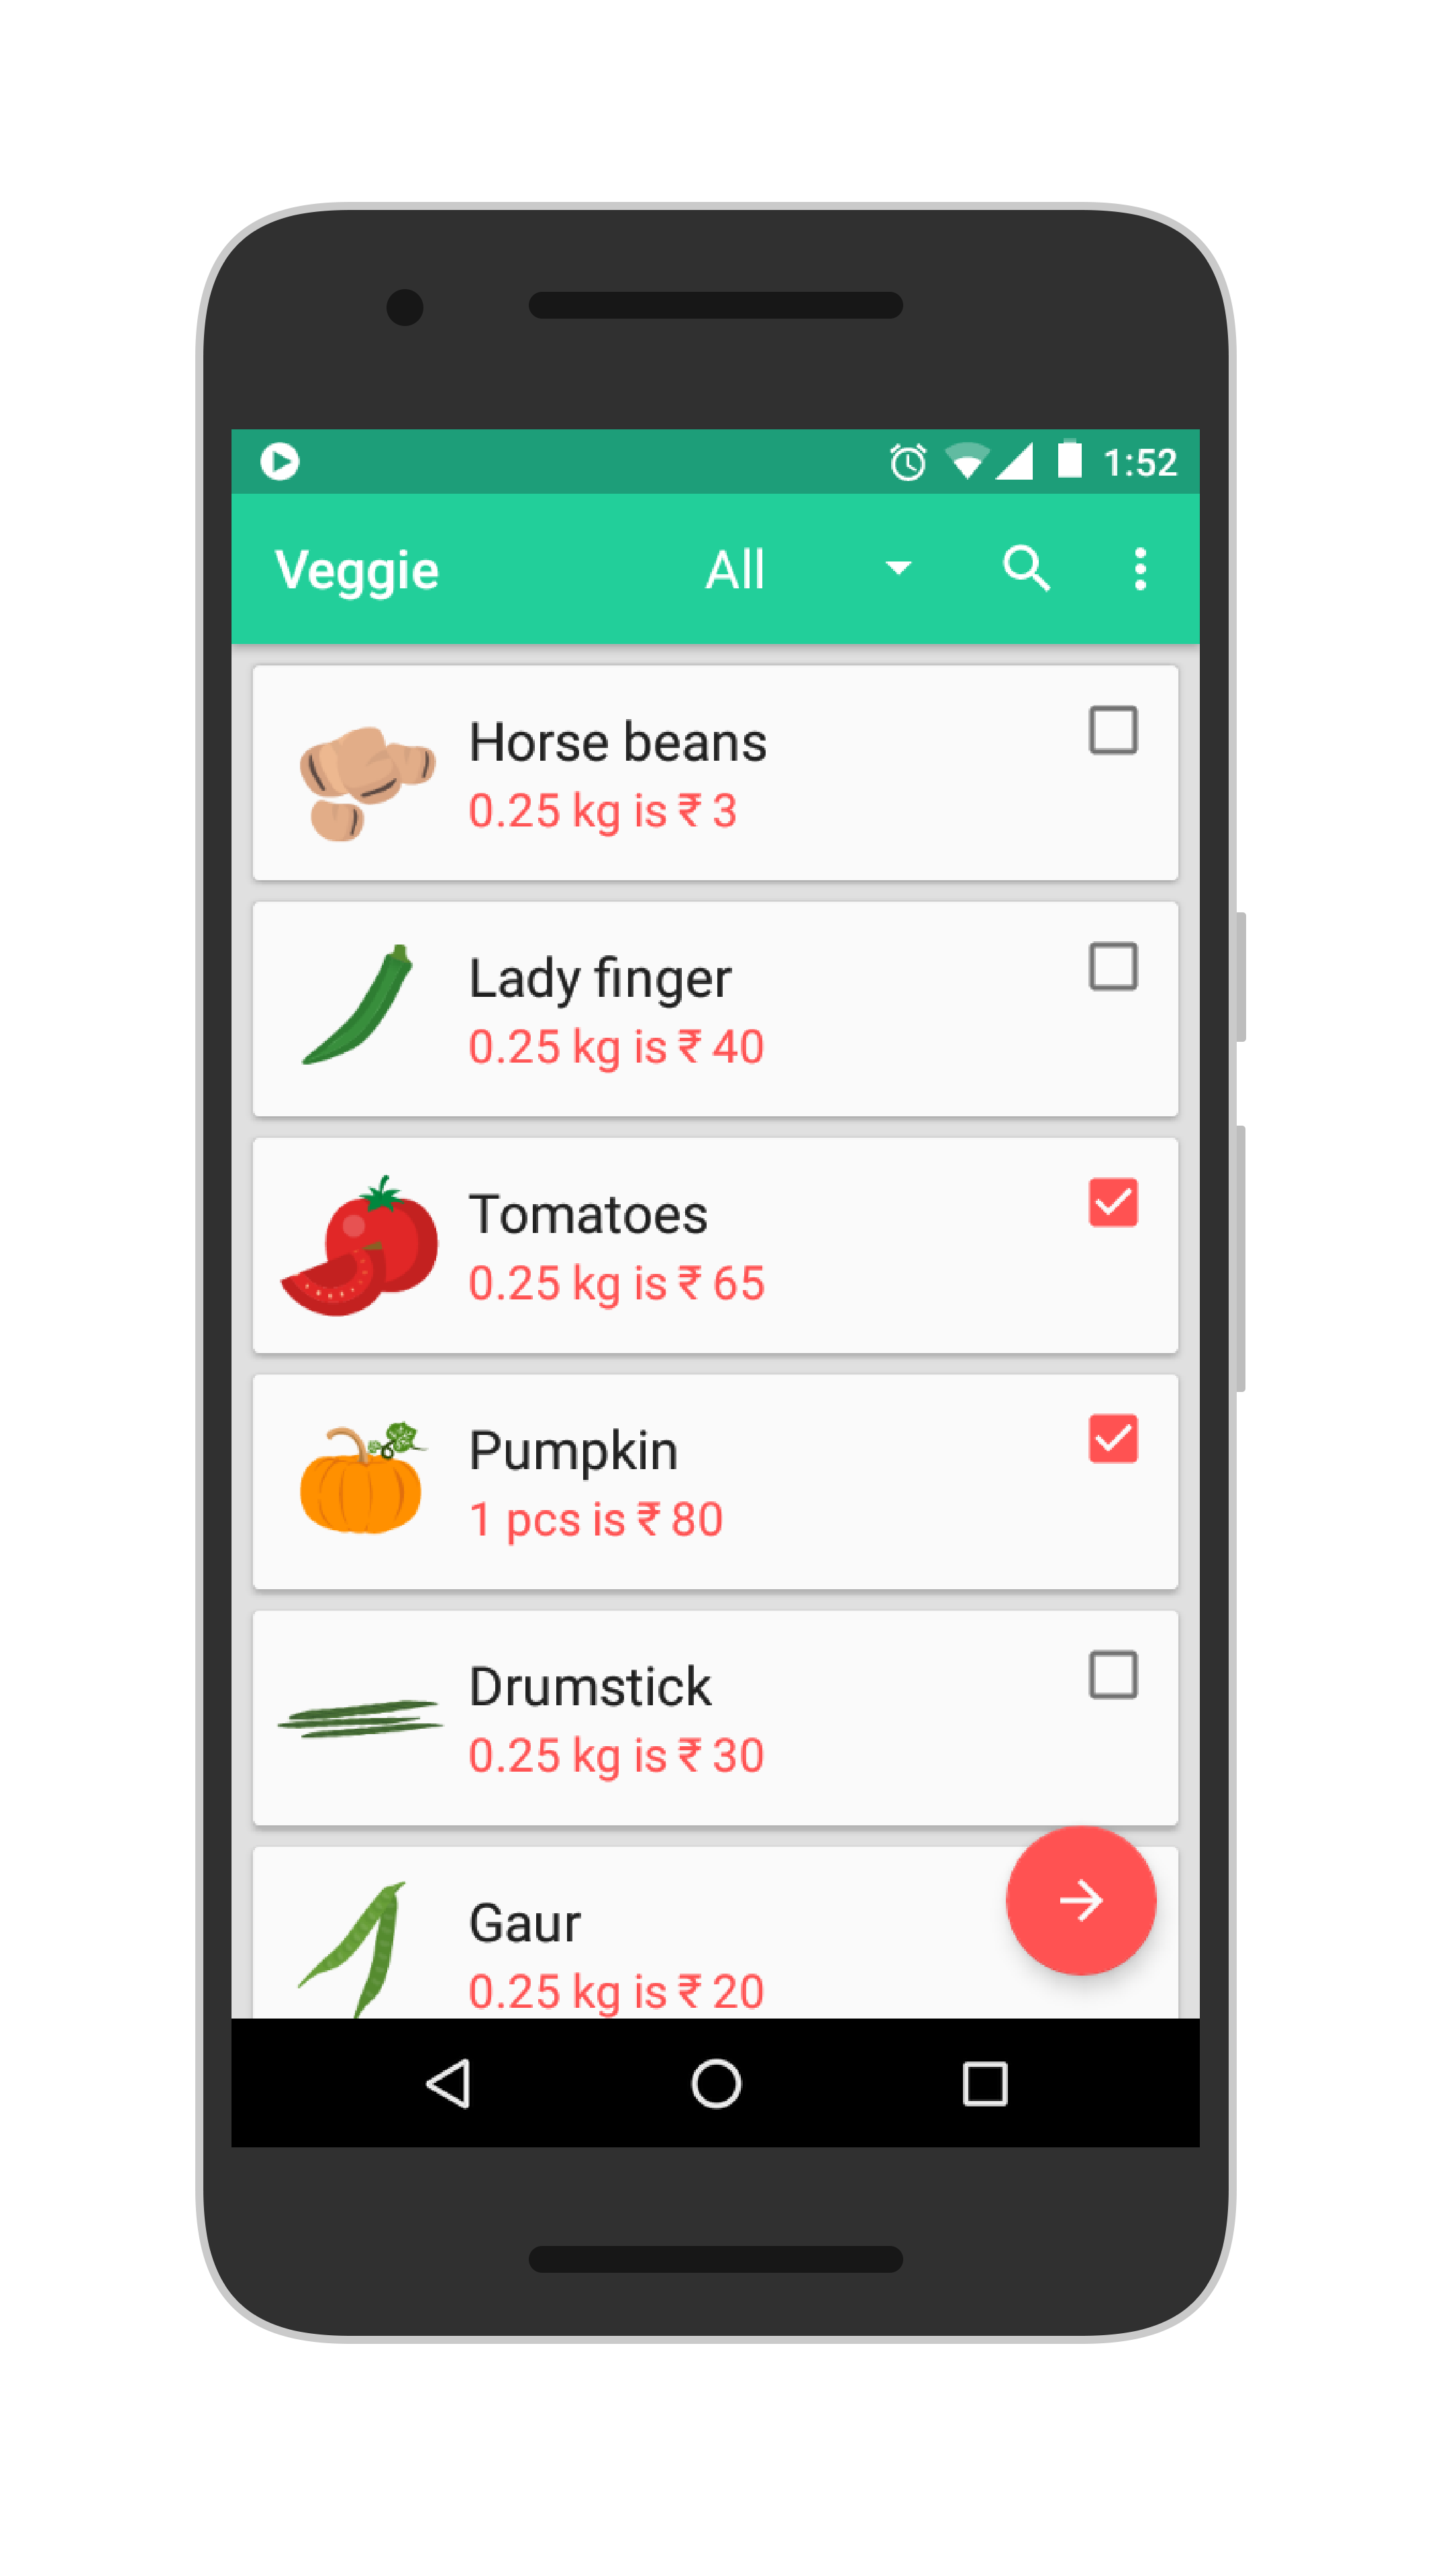 1:52
Veggie All
Horse beans
0.25 kg is ₹ 3
Lady finger
0.25 kg is ₹ 40
Tomatoes
0.25 kg is ₹ 65
Pumpkin
1 pcs is ₹ 80
Drumstick
0.25 kg is ₹ 30
Gaur
0.25 kg is ₹ 20